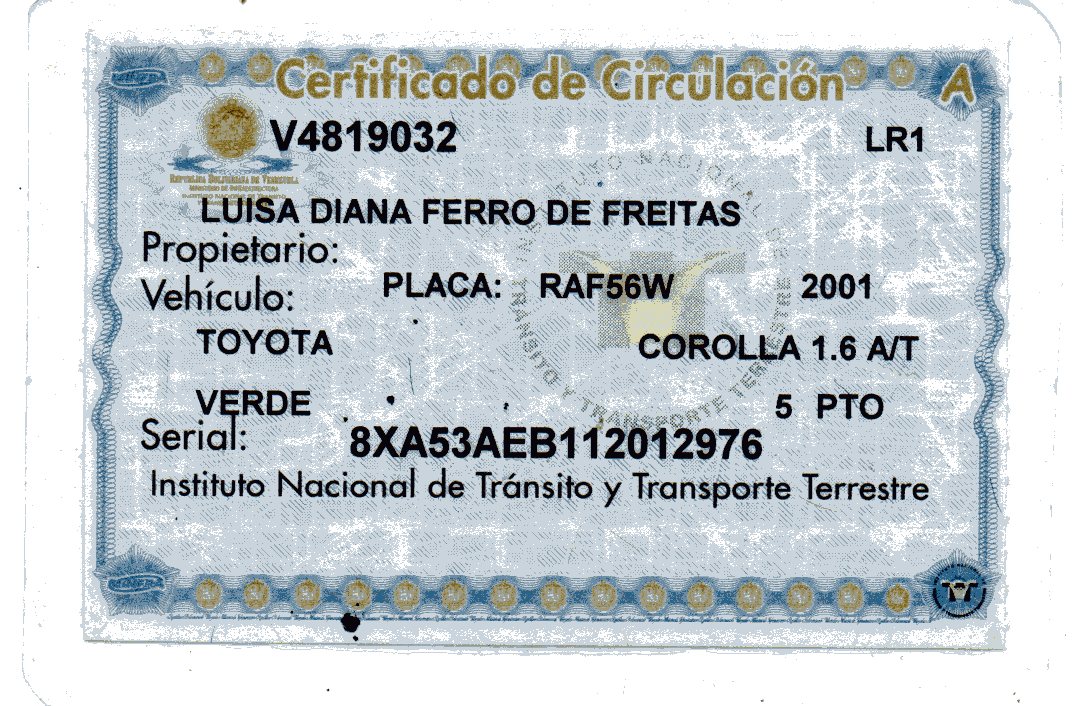 Certificado de Circulación
A
V4819032 LR1
REPÚBLICA BOLIVARIANA DE VENEZUELA
MINISTERIO DE INFRAESTRUCTURA
LUISA DIANA FERRO DE FREITAS
Propietario:
Vehículo: PLACA: RAF56W 2001
TOYOTA COROLLA 1.6 A/T
VERDE 5 PTO
Serial: 8XA53AEB112012976
Instituto Nacional de Tránsito y Transporte Terrestre
INSTITUTO NACIONAL DE TRÁNSITO Y TRANSPORTE TERRESTRE